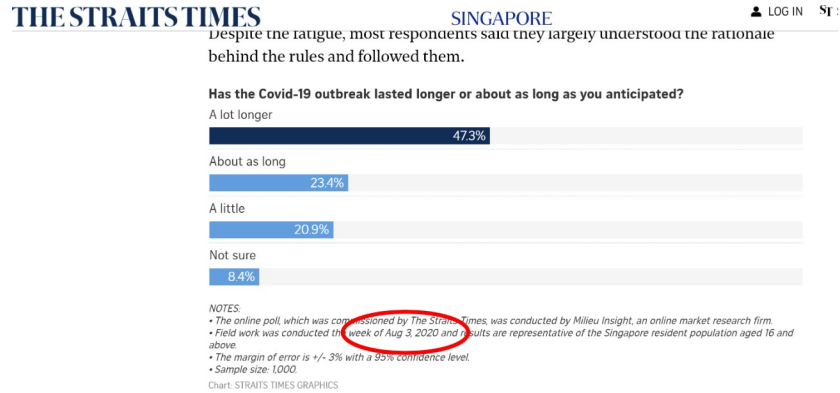 THE STRAITS TIMES SINGAPORE LOG IN ST
Despite the fatigue, most respondents said they largely understood the rationale
behind the rules and followed them.
Has the Covid-19 outbreak lasted longer or about as long as you anticipated?
A lot longer
47.3%
About as long
23.4%
A little
20.9%
Not sure
8.4%
NOTES:
• The online poll, which was commissioned by The Straits Times, was conducted by Milieu Insight, an online market research firm.
• Field work was conducted the week of Aug 3, 2020 and results are representative of the Singapore resident population aged 16 and
above.
• The margin of error is +/- 3% with a 95% confidence level.
• Sample size: 1,000.
Chart: STRAITS TIMES GRAPHICS